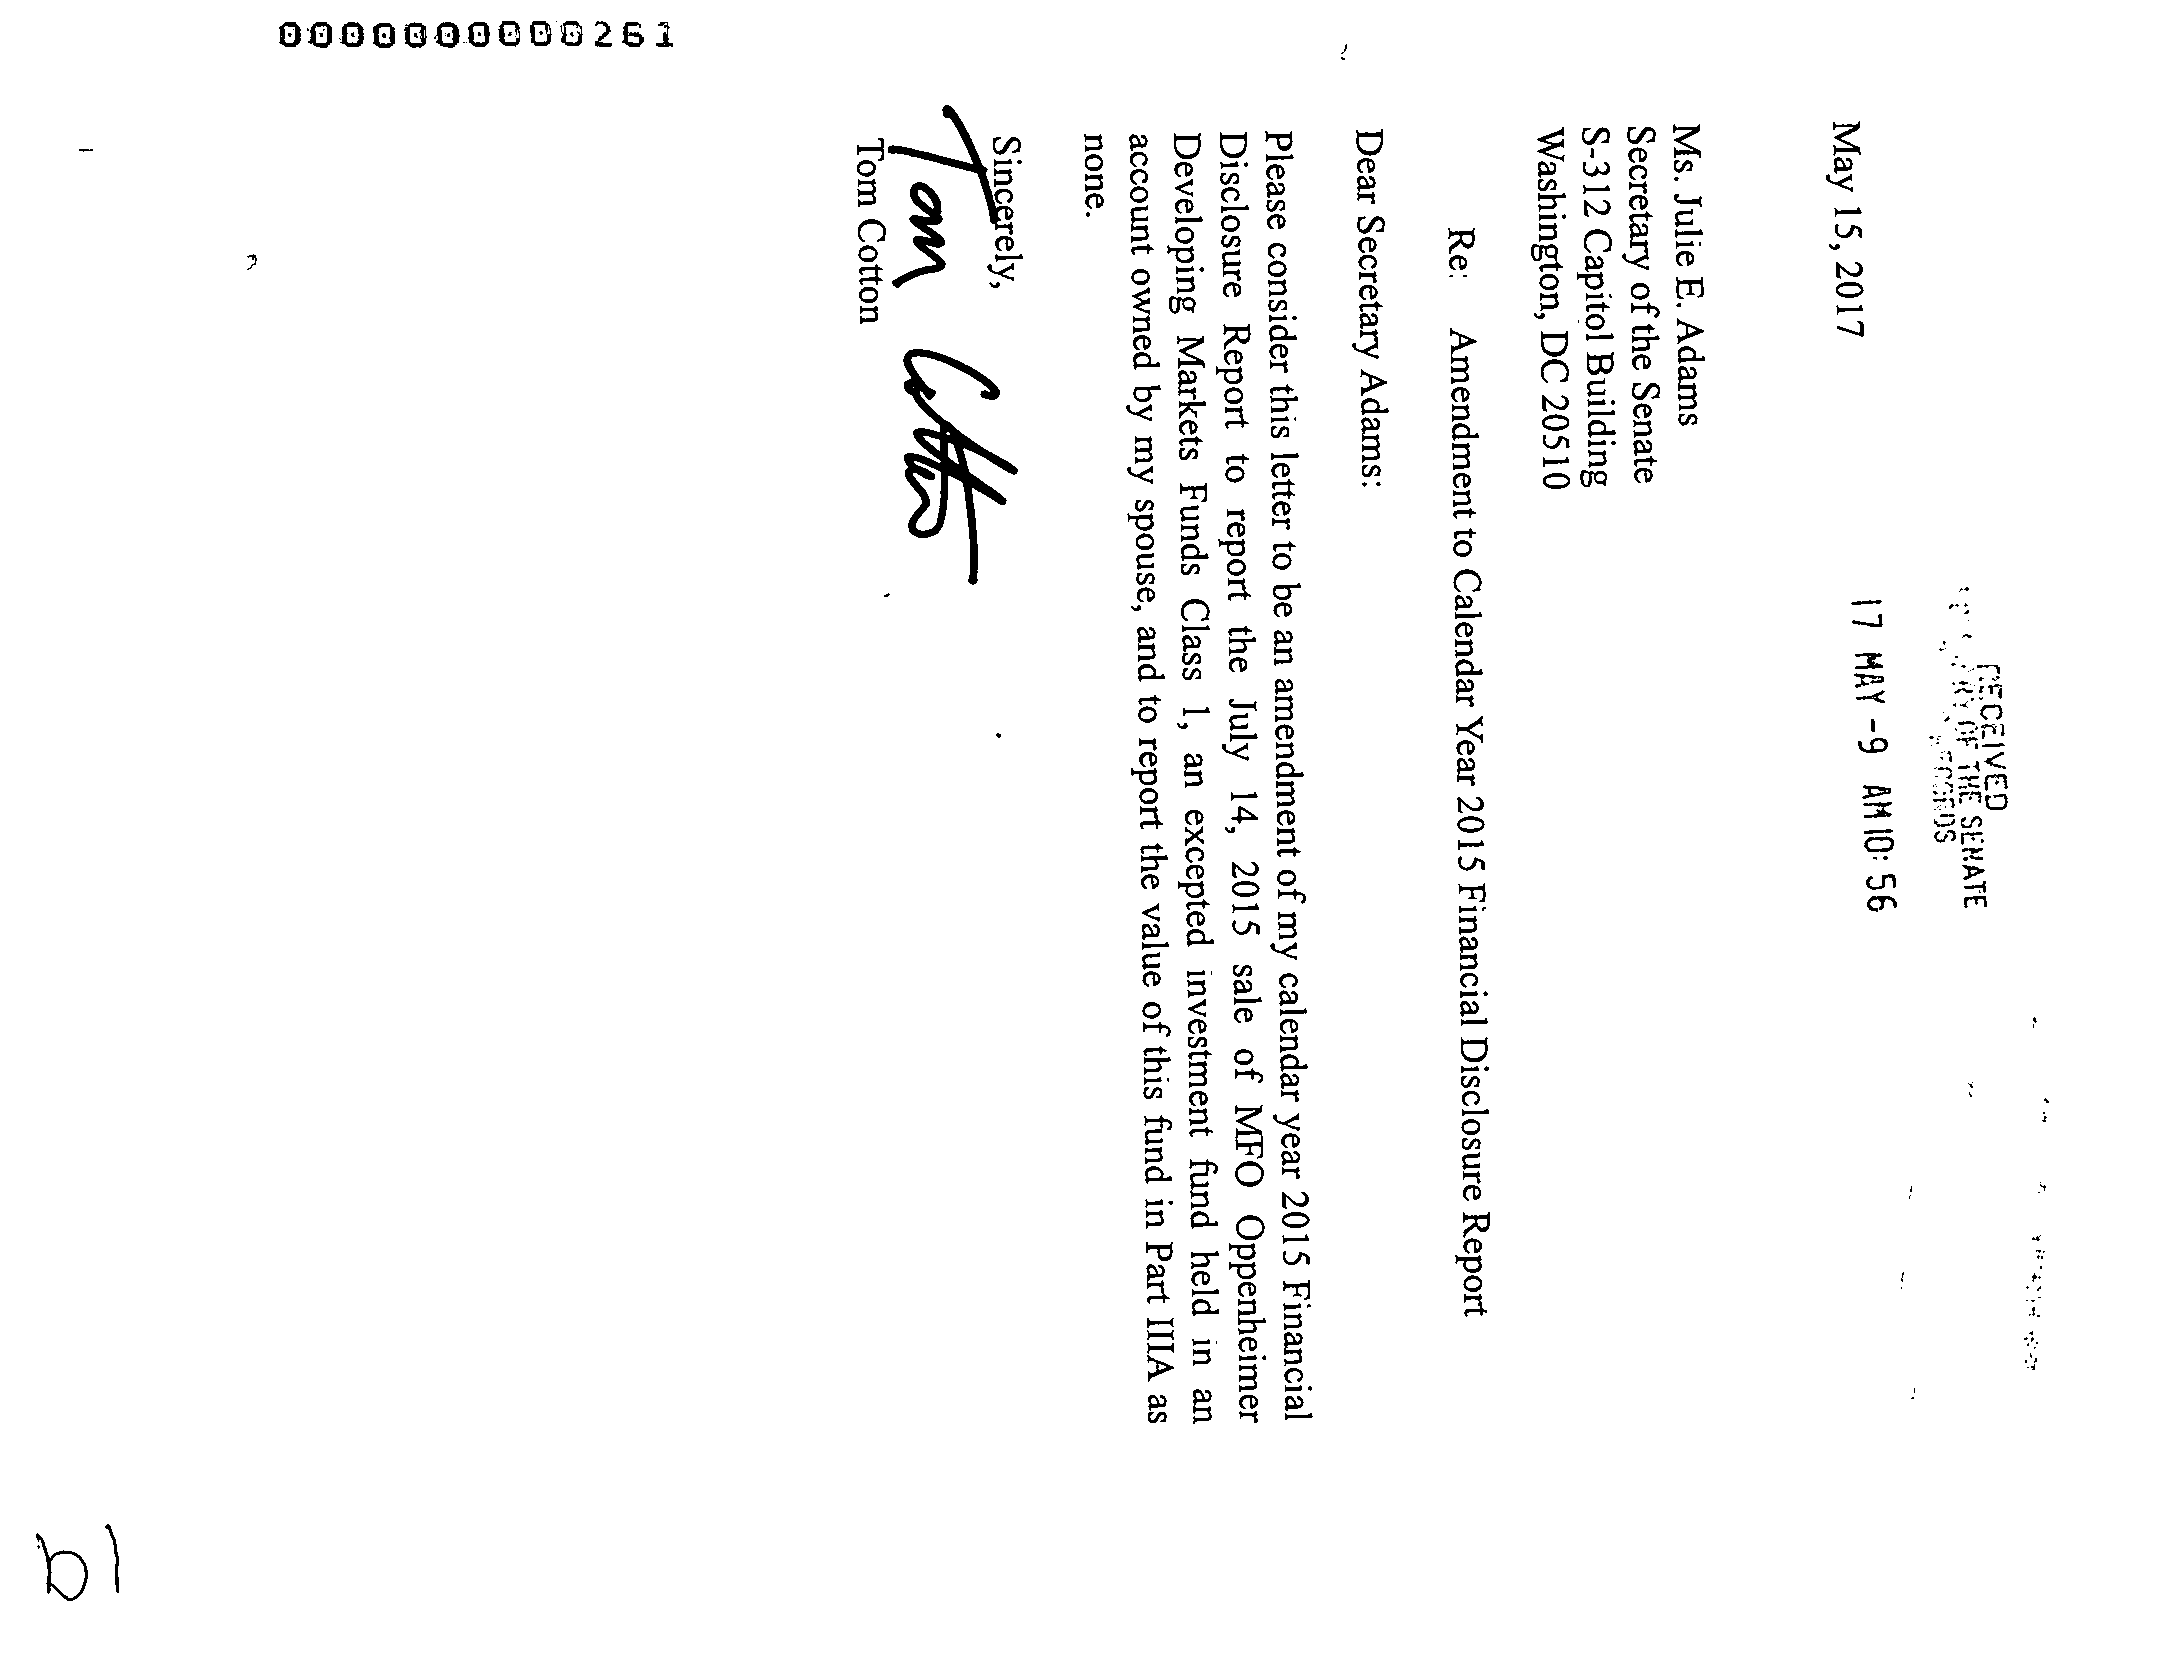 RECEIVED
OF THE SENATE
17 MAY -9 AM 10: 56
May 15, 2017
Ms. Julie E. Adams
Secretary of the Senate
S-312 Capitol Building
Washington, DC 20510
Re: Amendment to Calendar Year 2015 Financial Disclosure Report
Dear Secretary Adams:
Please consider this letter to be an amendment of my calendar year 2015 Financial
Disclosure Report to report the July 14, 2015 sale of MFO Oppenheimer
Developing Markets Funds Class 1, an excepted investment fund held in an
account owned by my spouse, and to report the value of this fund in Part IIIA as
none.
Sincerely,
Tom Cotton
Tom Cotton
0000000000261